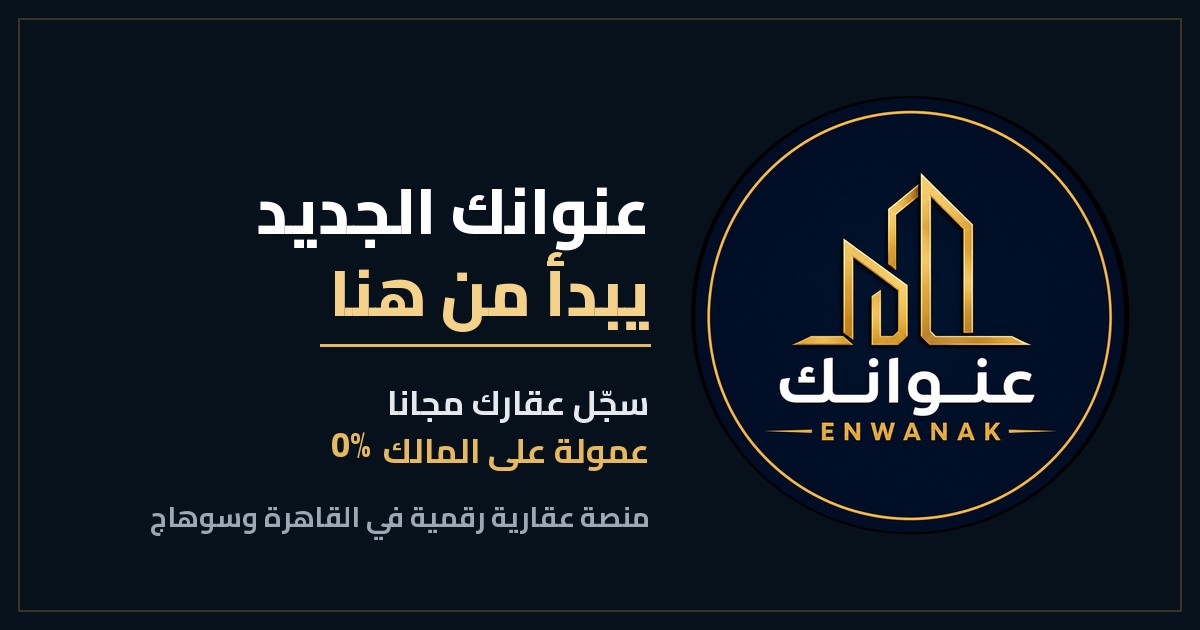 عنوانك الجديد
يبدأ من هنا
سجّل عقارك مجانا
عمولة على المالك 0%
منصة عقارية رقمية في القاهرة وسوهاج
عنوانك
ENWANAK